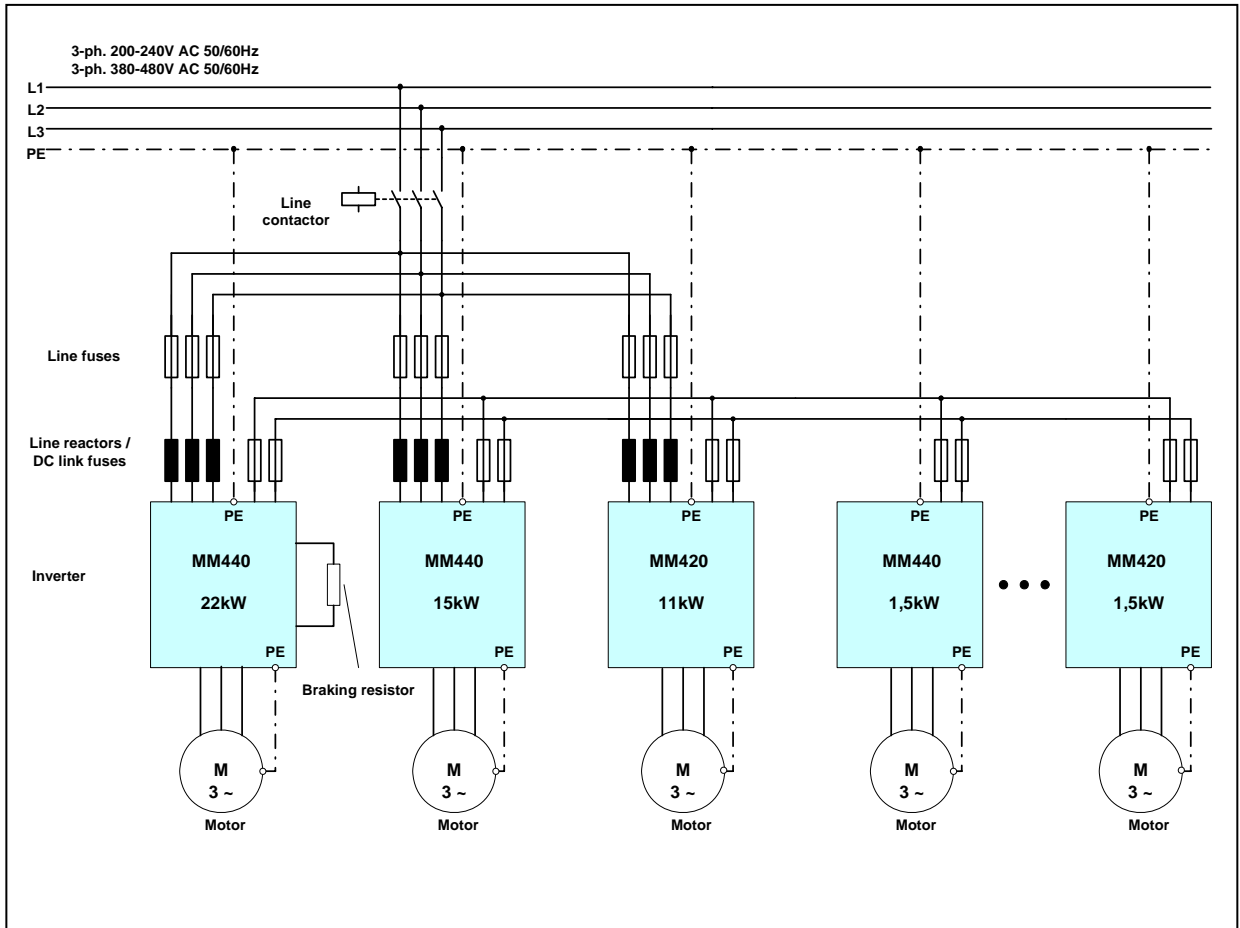 3-ph. 200-240V AC 50/60Hz
3-ph. 380-480V AC 50/60Hz
L1
L2
L3
PE
Line
contactor
Line fuses
Line reactors /
DC link fuses
PE PE PE PE PE
Inverter
MM440 MM440 MM420 MM440 MM420
22kW 15kW 11kW 1,5kW 1,5kW
PE PE PE PE PE
Braking resistor
M M M M M
3 ~ 3 ~ 3 ~ 3 ~ 3 ~
Motor Motor Motor Motor Motor